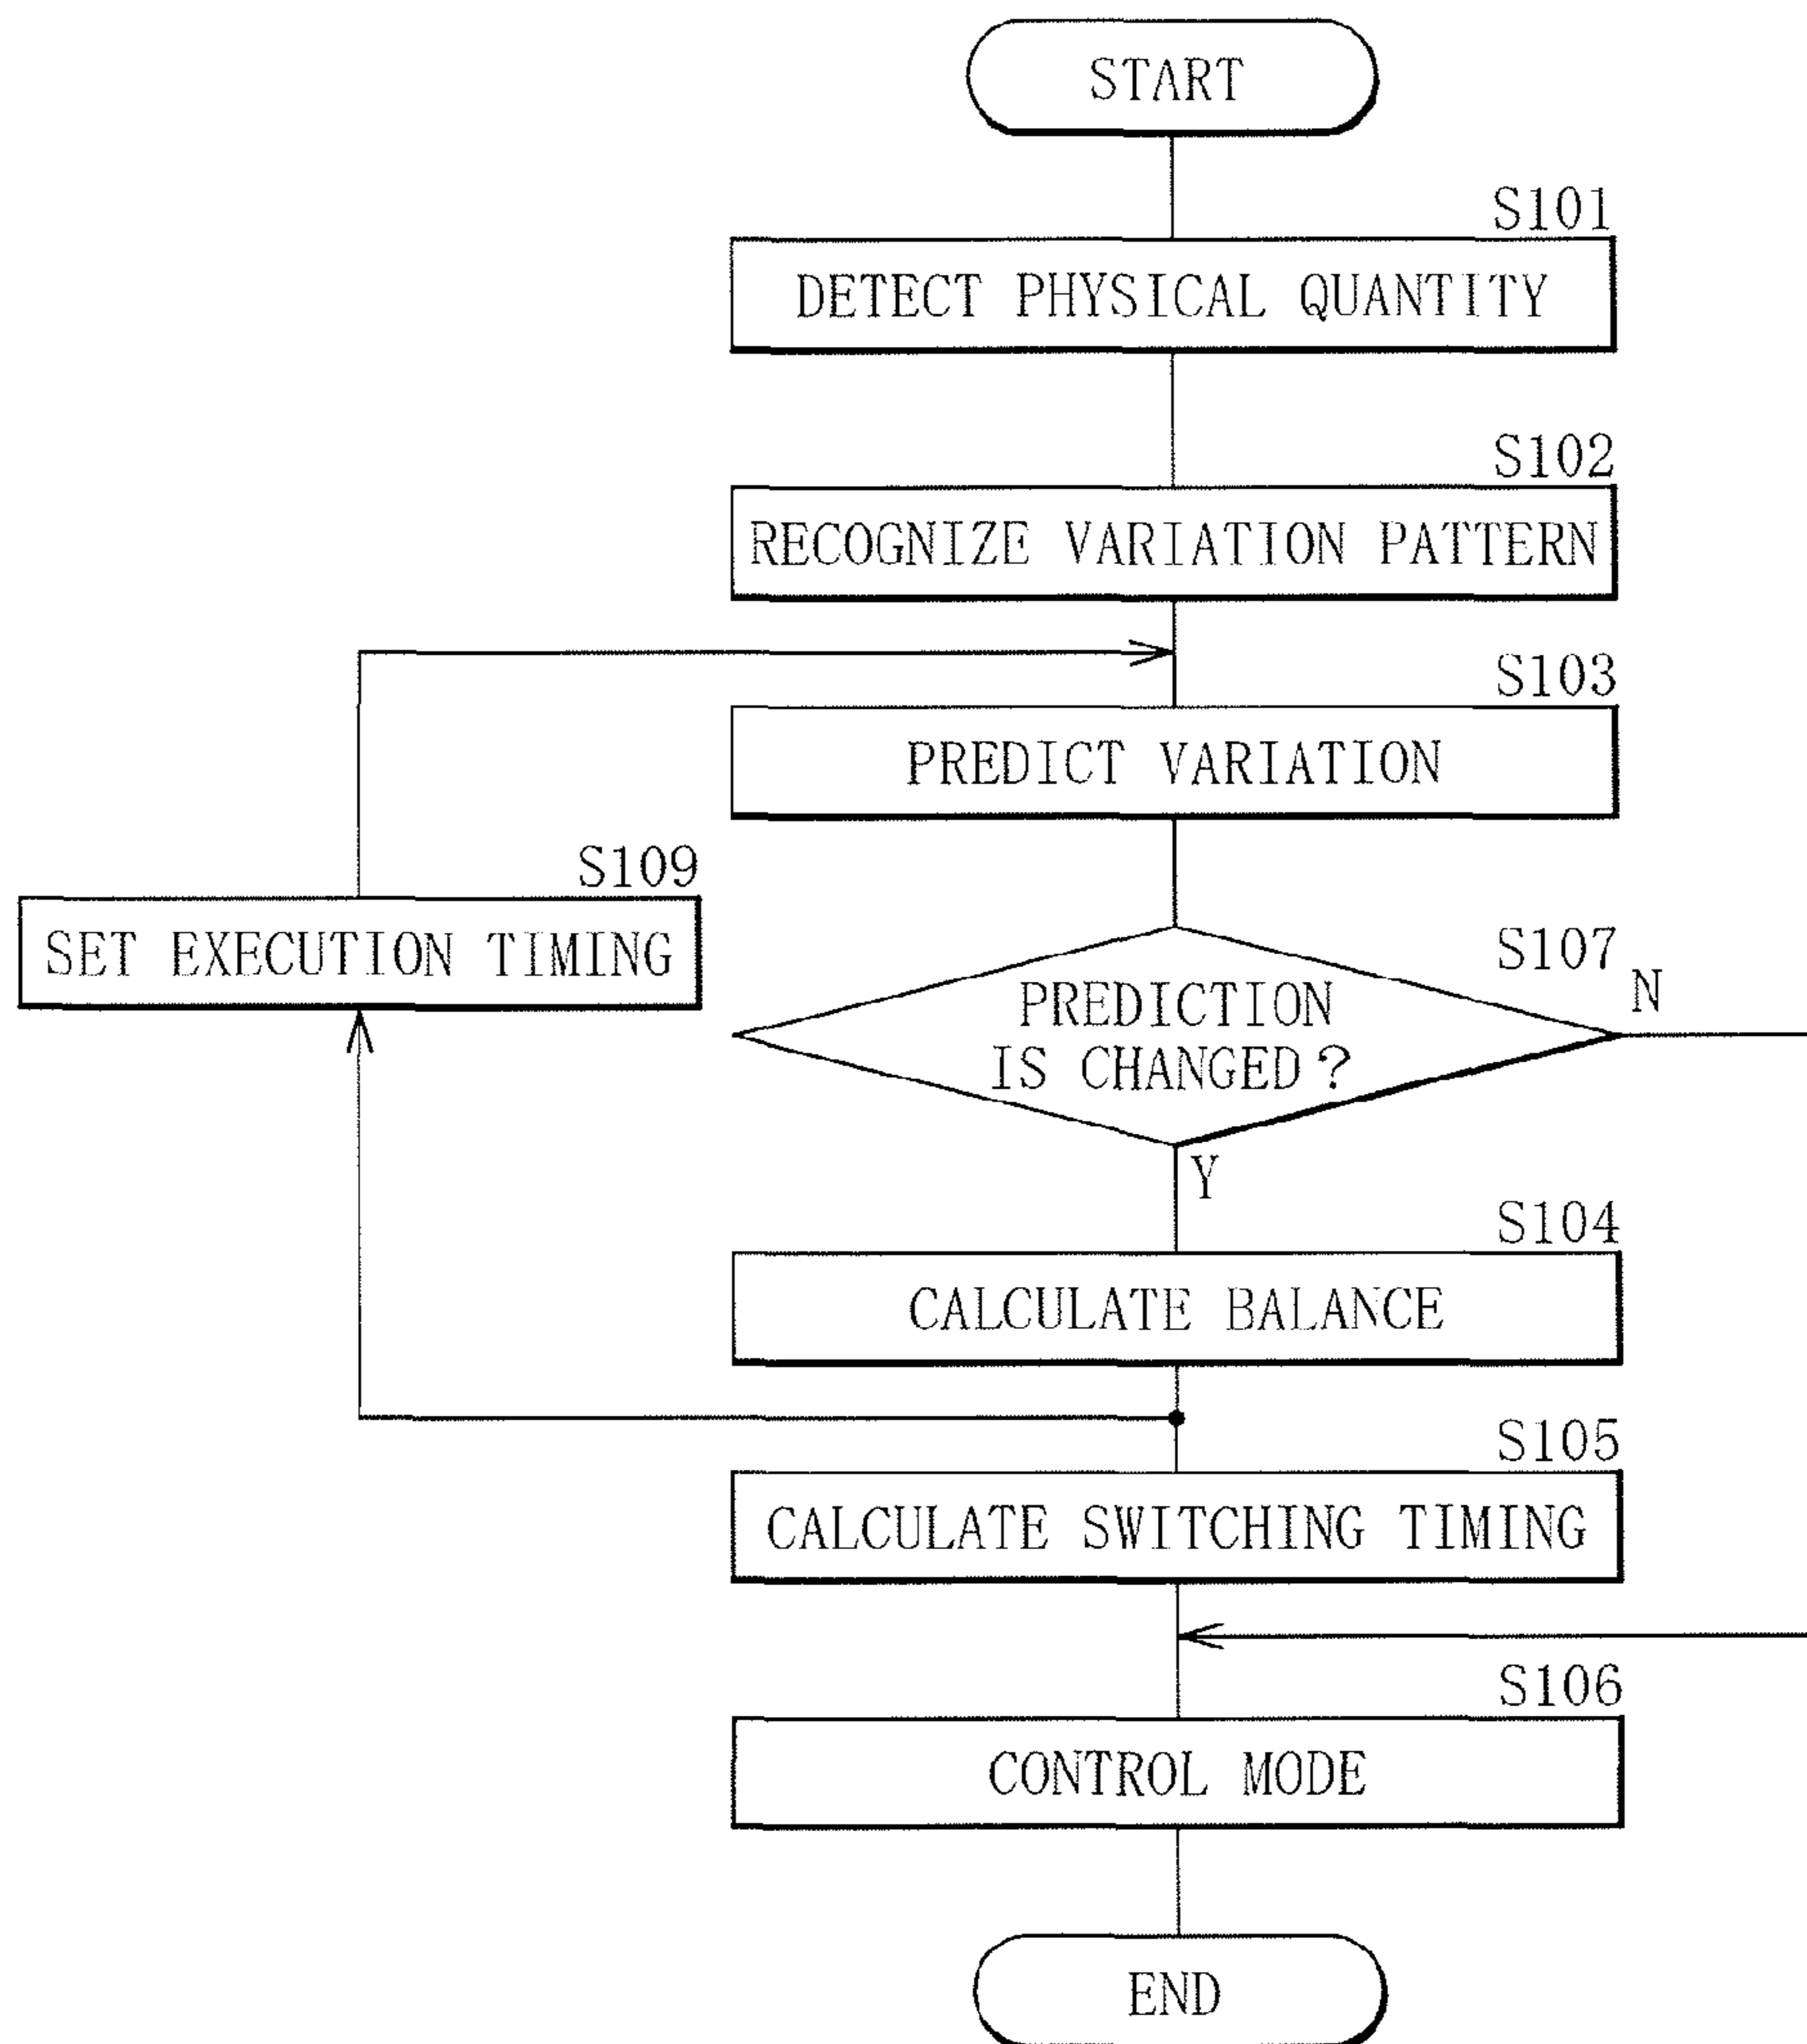 START
S101
DETECT PHYSICAL QUANTITY
S102
RECOGNIZE VARIATION PATTERN
S103
PREDICT VARIATION
S109
SET EXECUTION TIMING
S107
N
PREDICTION
IS CHANGED?
Y
S104
CALCULATE BALANCE
S105
CALCULATE SWITCHING TIMING
S106
CONTROL MODE
END